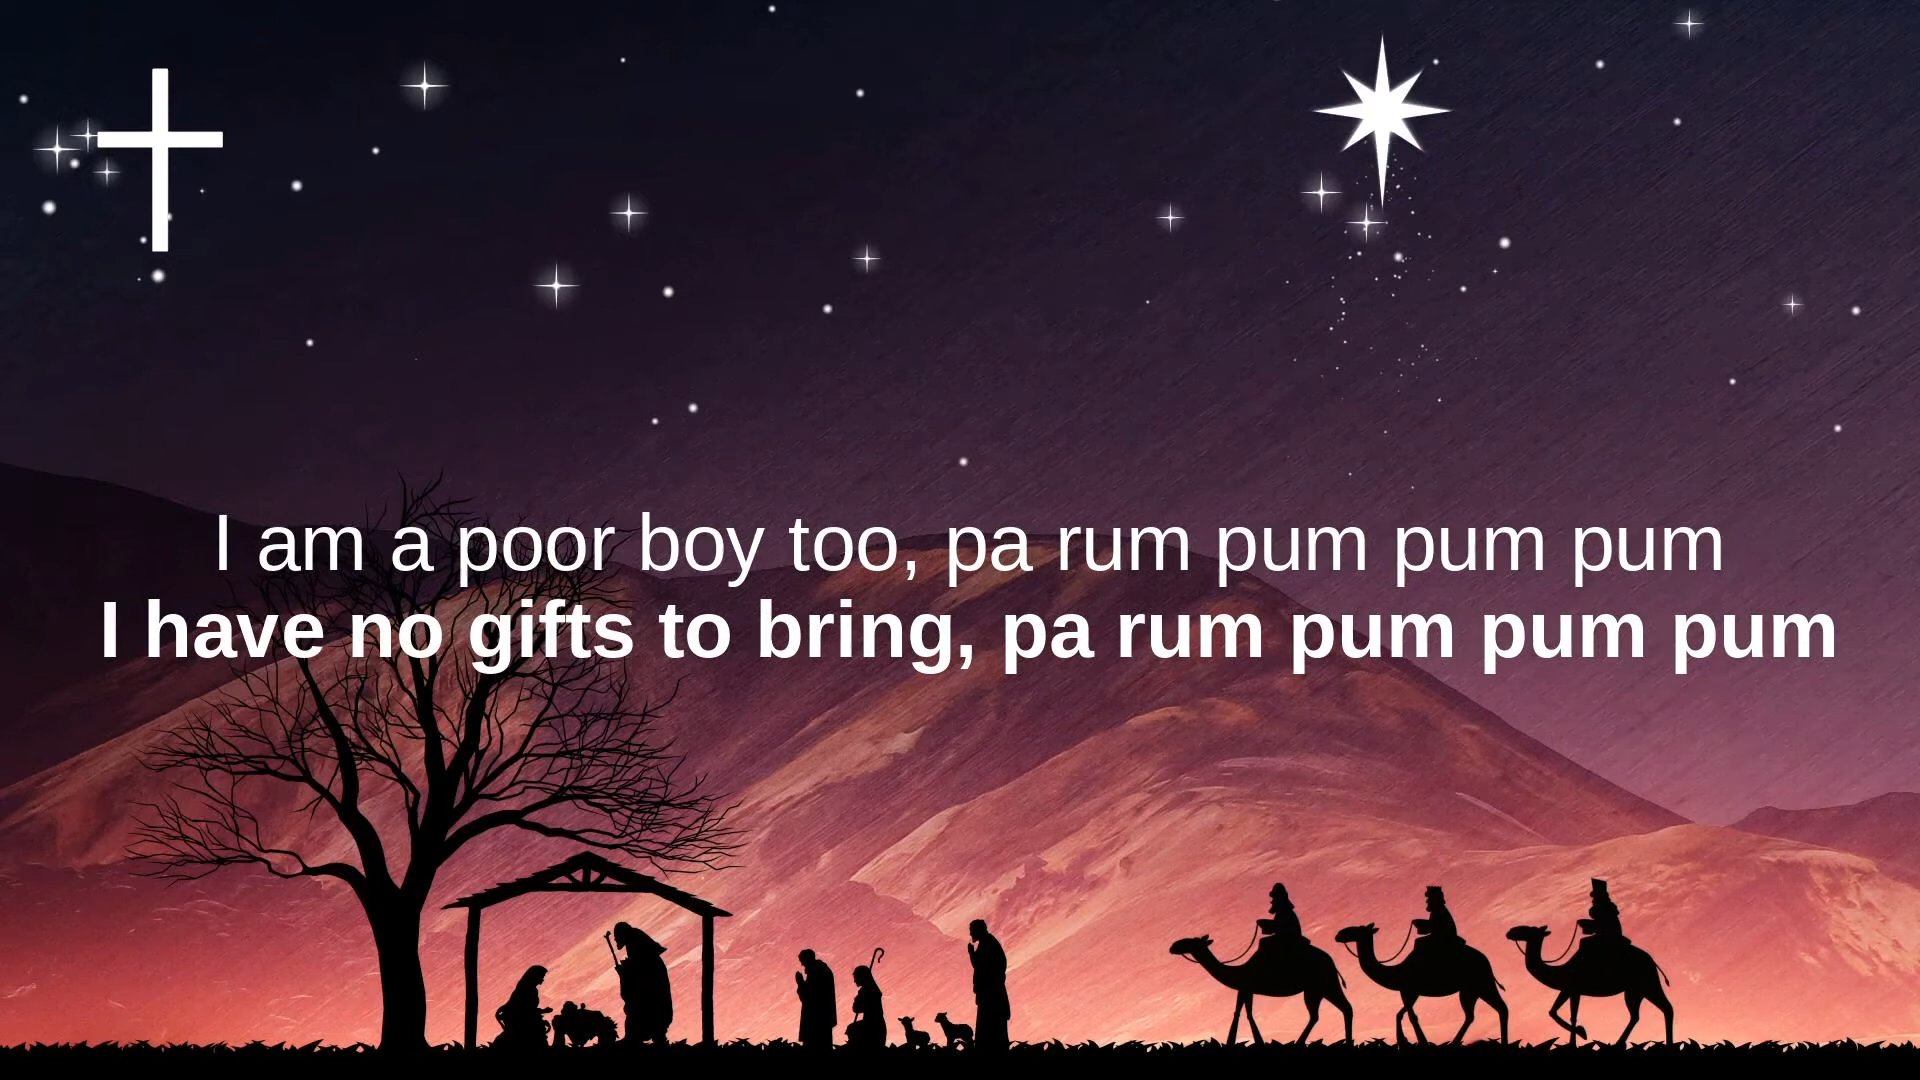 I am a poor boy too, pa rum pum pum pum
I have no gifts to bring, pa rum pum pum pum